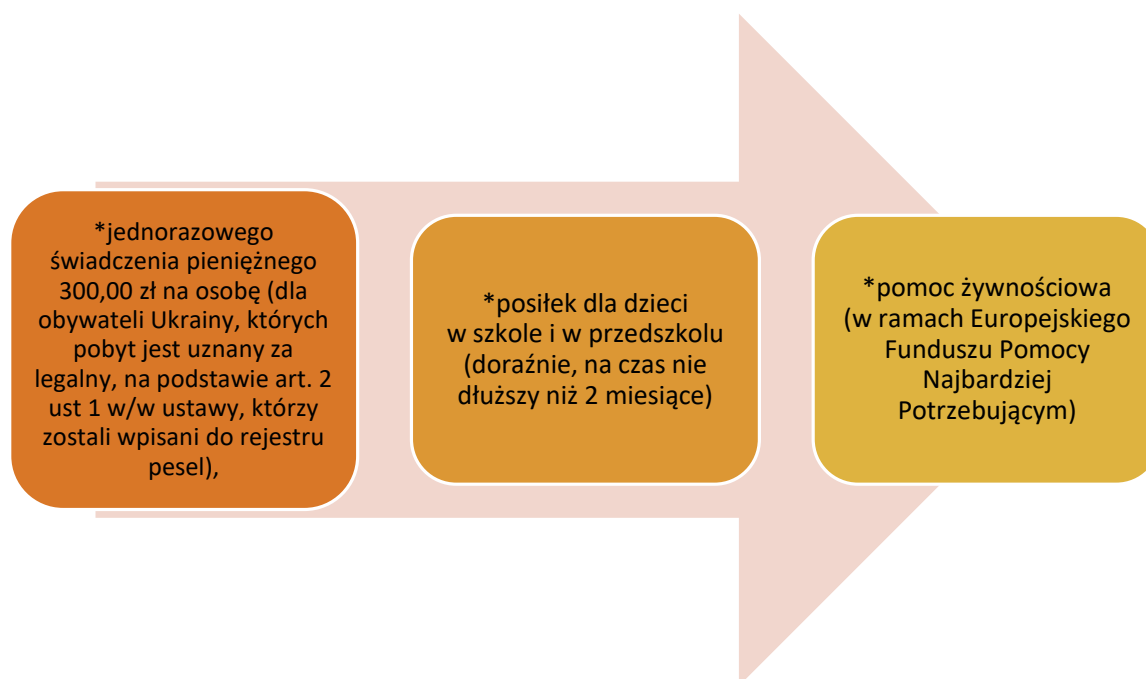 *jednorazowego
świadczenia pieniężnego
300,00 zł na osobę (dla
obywateli Ukrainy, których
pobyt jest uznany za
legalny, na podstawie art. 2
ust 1 w/w ustawy, którzy
zostali wpisani do rejestru
pesel),
*posiłek dla dzieci
w szkole i w przedszkolu
(doraźnie, na czas nie
dłuższy niż 2 miesiące)
*pomoc żywnościowa
(w ramach Europejskiego
Funduszu Pomocy
Najbardziej
Potrzebującym)